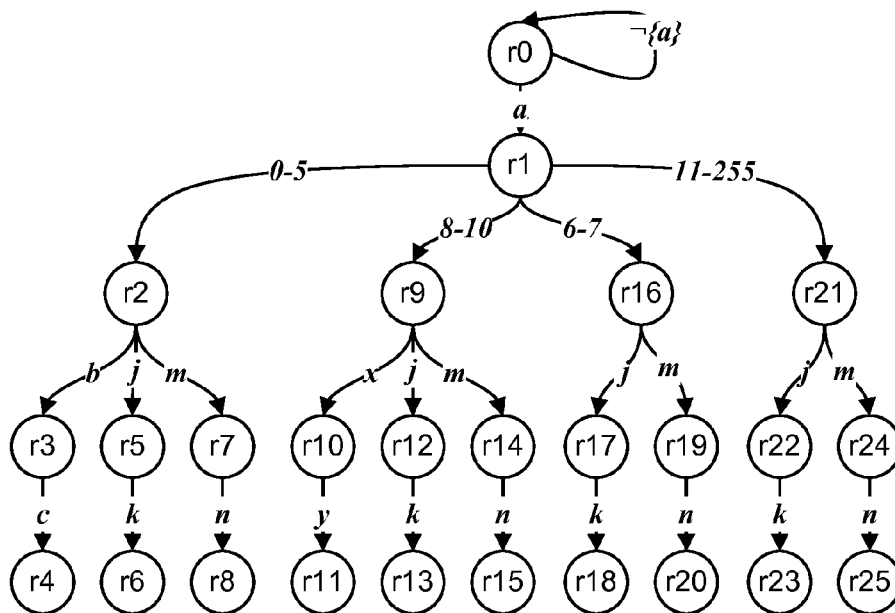 r0
¬{a}
a
r1
0-5
11-255
8-10
6-7
r2
r9
r16
r21
b
j
m
x
j
m
j
m
j
m
r3
r5
r7
r10
r12
r14
r17
r19
r22
r24
c
k
n
y
k
n
k
n
k
n
r4
r6
r8
r11
r13
r15
r18
r20
r23
r25